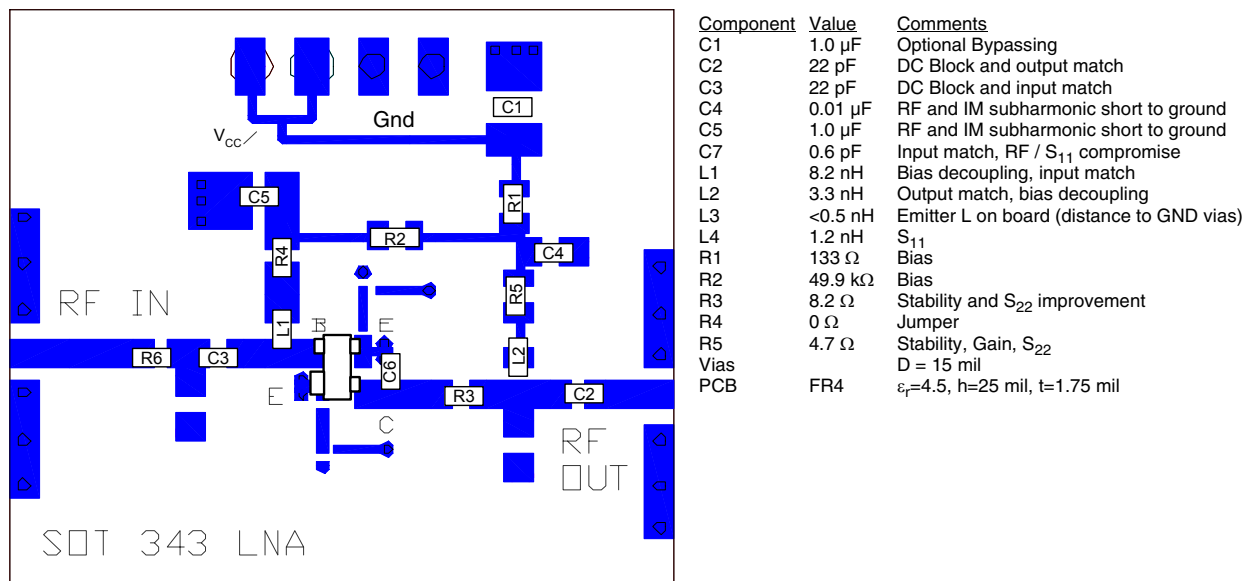 C1
Gnd
VCC
C5
R1
R2
C4
R4
R5
RF IN
L1
B
E
R6
C3
C6
L2
E
R3
C2
C
RF
OUT
SOT 343 LNA
Component Value Comments
C1 1.0 µF Optional Bypassing
C2 22 pF DC Block and output match
C3 22 pF DC Block and input match
C4 0.01 µF RF and IM subharmonic short to ground
C5 1.0 µF RF and IM subharmonic short to ground
C7 0.6 pF Input match, RF / S11 compromise
L1 8.2 nH Bias decoupling, input match
L2 3.3 nH Output match, bias decoupling
L3 <0.5 nH Emitter L on board (distance to GND vias)
L4 1.2 nH S11
R1 133 Ω Bias
R2 49.9 kΩ Bias
R3 8.2 Ω Stability and S22 improvement
R4 0 Ω Jumper
R5 4.7 Ω Stability, Gain, S22
Vias D = 15 mil
PCB FR4 εr=4.5, h=25 mil, t=1.75 mil